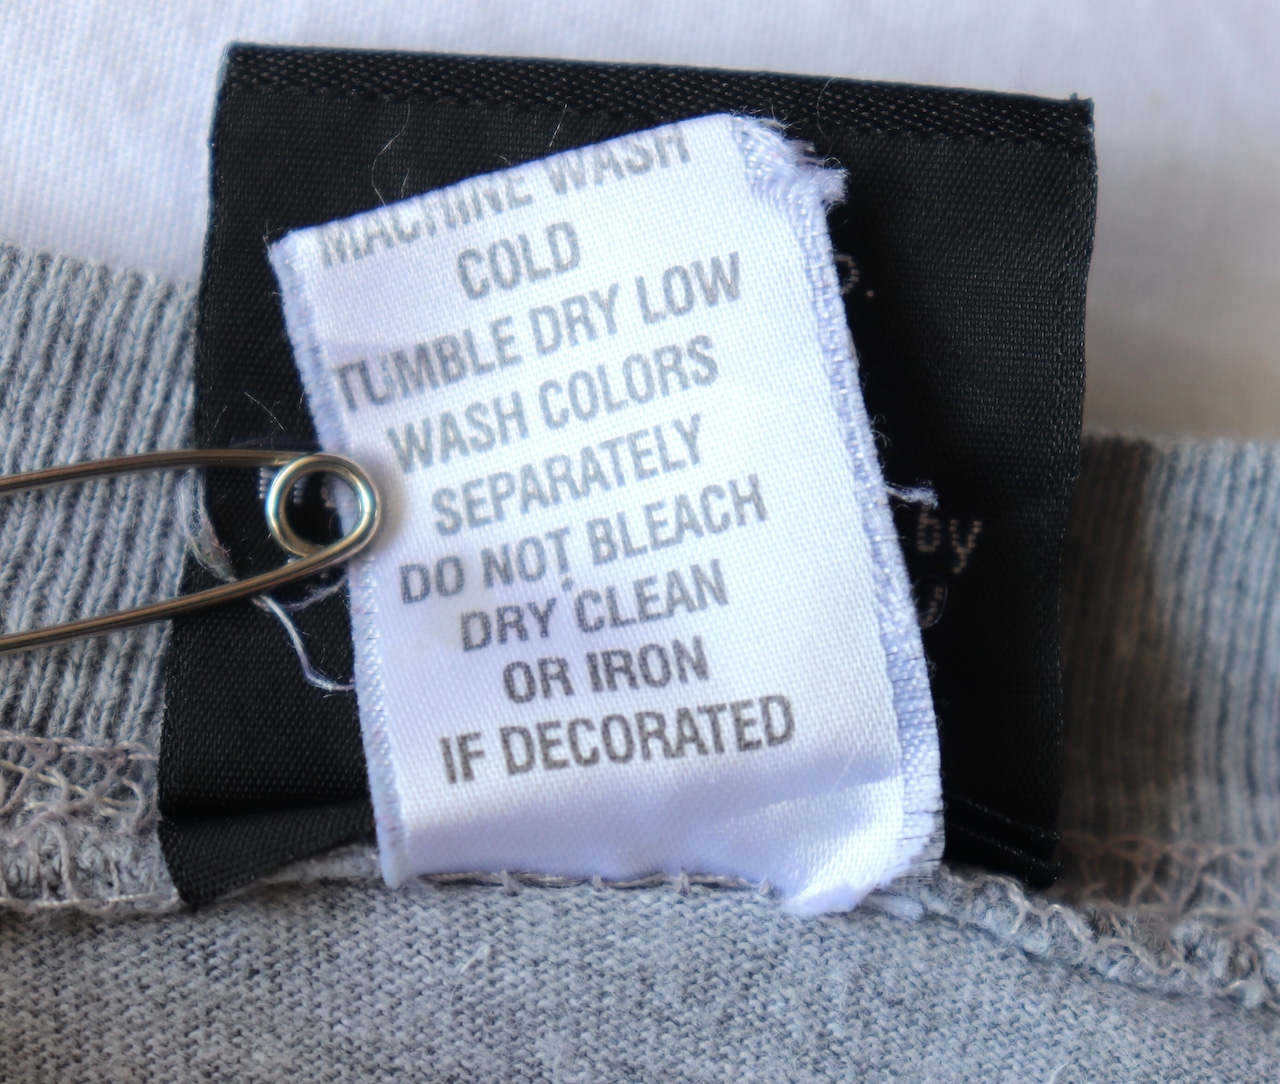 MACHINE WASH
COLD
TUMBLE DRY LOW
WASH COLORS
SEPARATELY
DO NOT BLEACH
DRY CLEAN
OR IRON
IF DECORATED